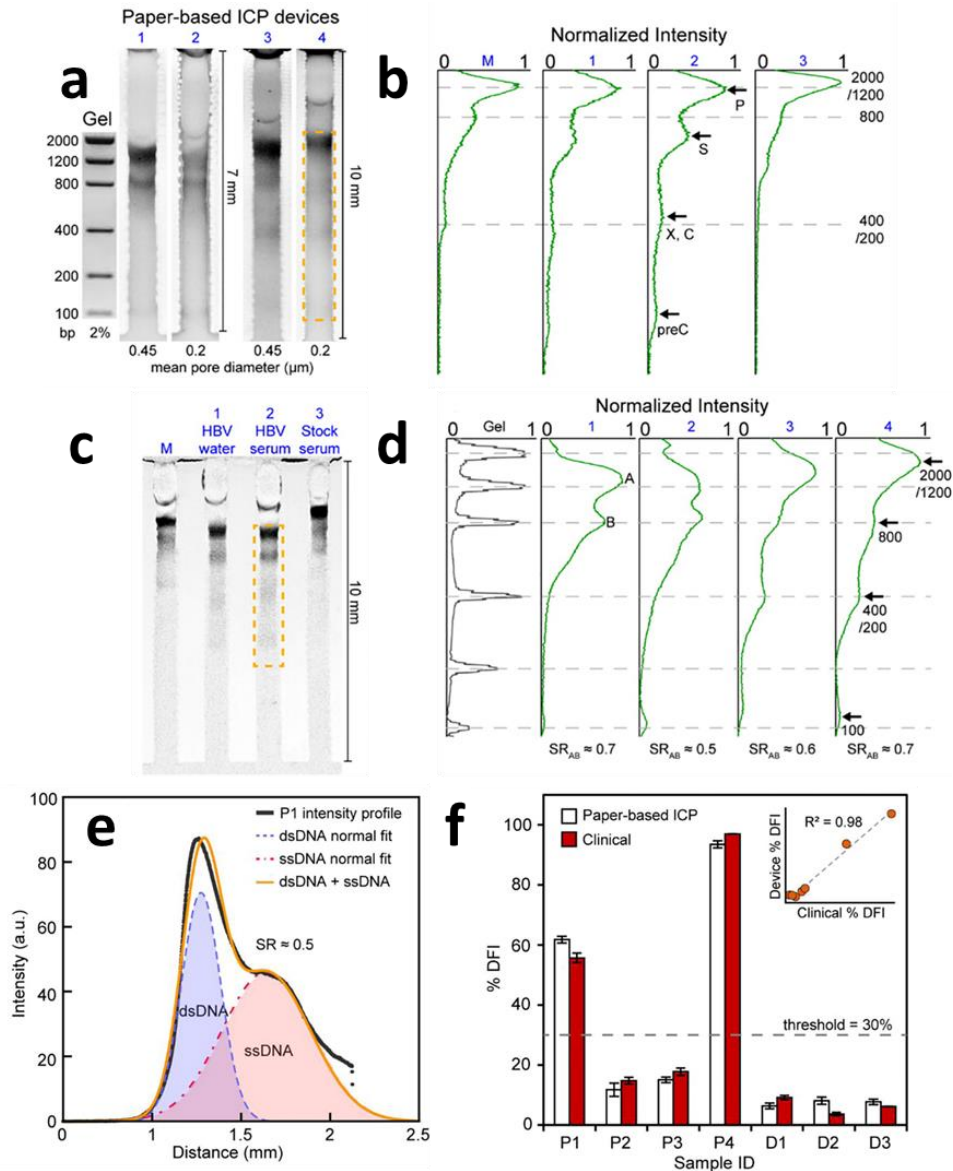 Paper-based ICP devices
1 2 3 4
a
Gel
2000
1200
800
400
200
100
bp 2%
7 mm
10 mm
0.45 0.2 0.45 0.2
mean pore diameter (µm)
b
Normalized Intensity
0 M 1
0 1 1
0 2 1
0 3 1
2000
/1200
800
400
/200
P
S
X, C
preC
c
M
1
HBV
water
2
HBV
serum
3
Stock
serum
10 mm
d
Normalized Intensity
0 Gel 1
0 1 1
0 2 1
0 3 1
0 4 1
A
B
2000
/1200
800
400
/200
100
SRAB ≈ 0.7 SRAB ≈ 0.5 SRAB ≈ 0.6 SRAB ≈ 0.7
e
Intensity (a.u.)
100
80
60
40
20
0
P1 intensity profile
dsDNA normal fit
ssDNA normal fit
dsDNA + ssDNA
SR ≈ 0.5
dsDNA
ssDNA
0 1 1.5 2 2.5
Distance (mm)
f
% DFI
100
80
60
40
20
0
Paper-based ICP
Clinical
R² = 0.98
Device % DFI
Clinical % DFI
threshold = 30%
P1 P2 P3 P4 D1 D2 D3
Sample ID